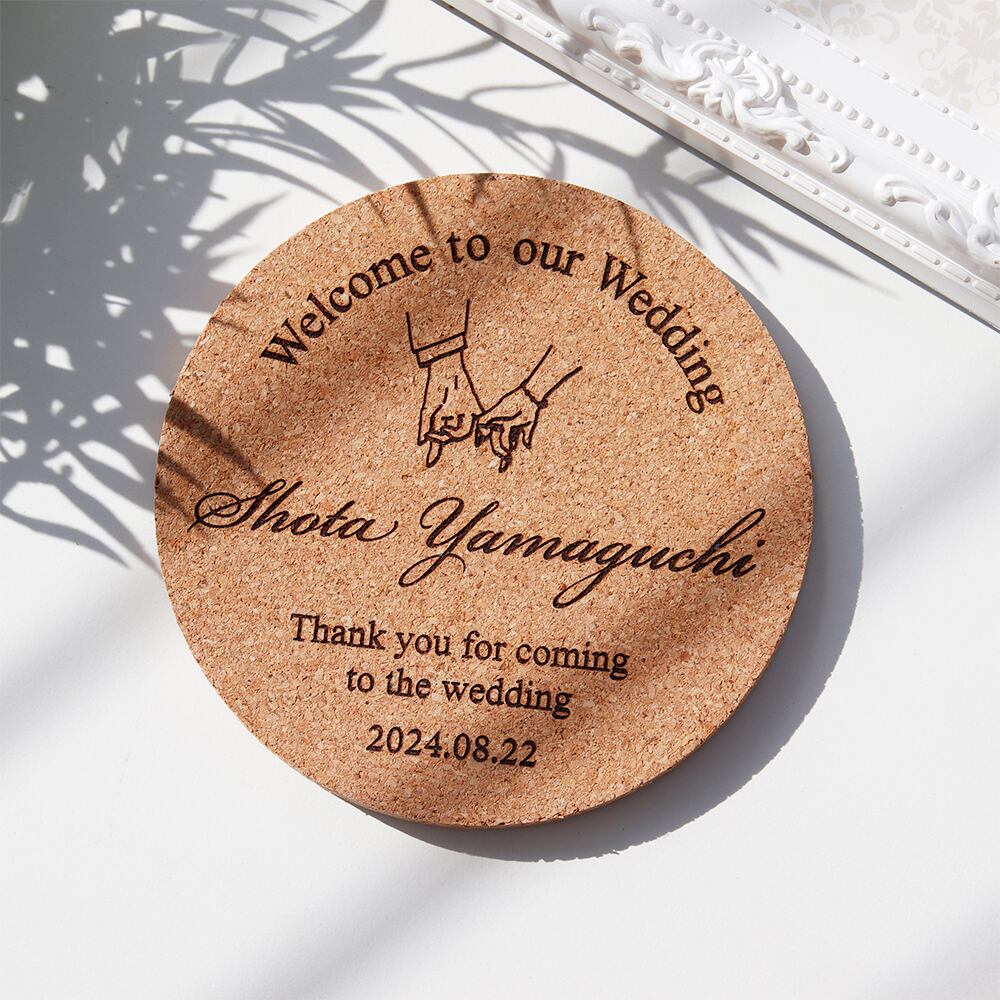 Welcome to our Wedding
Shota Yamaguchi
Thank you for coming
to the wedding
2024.08.22